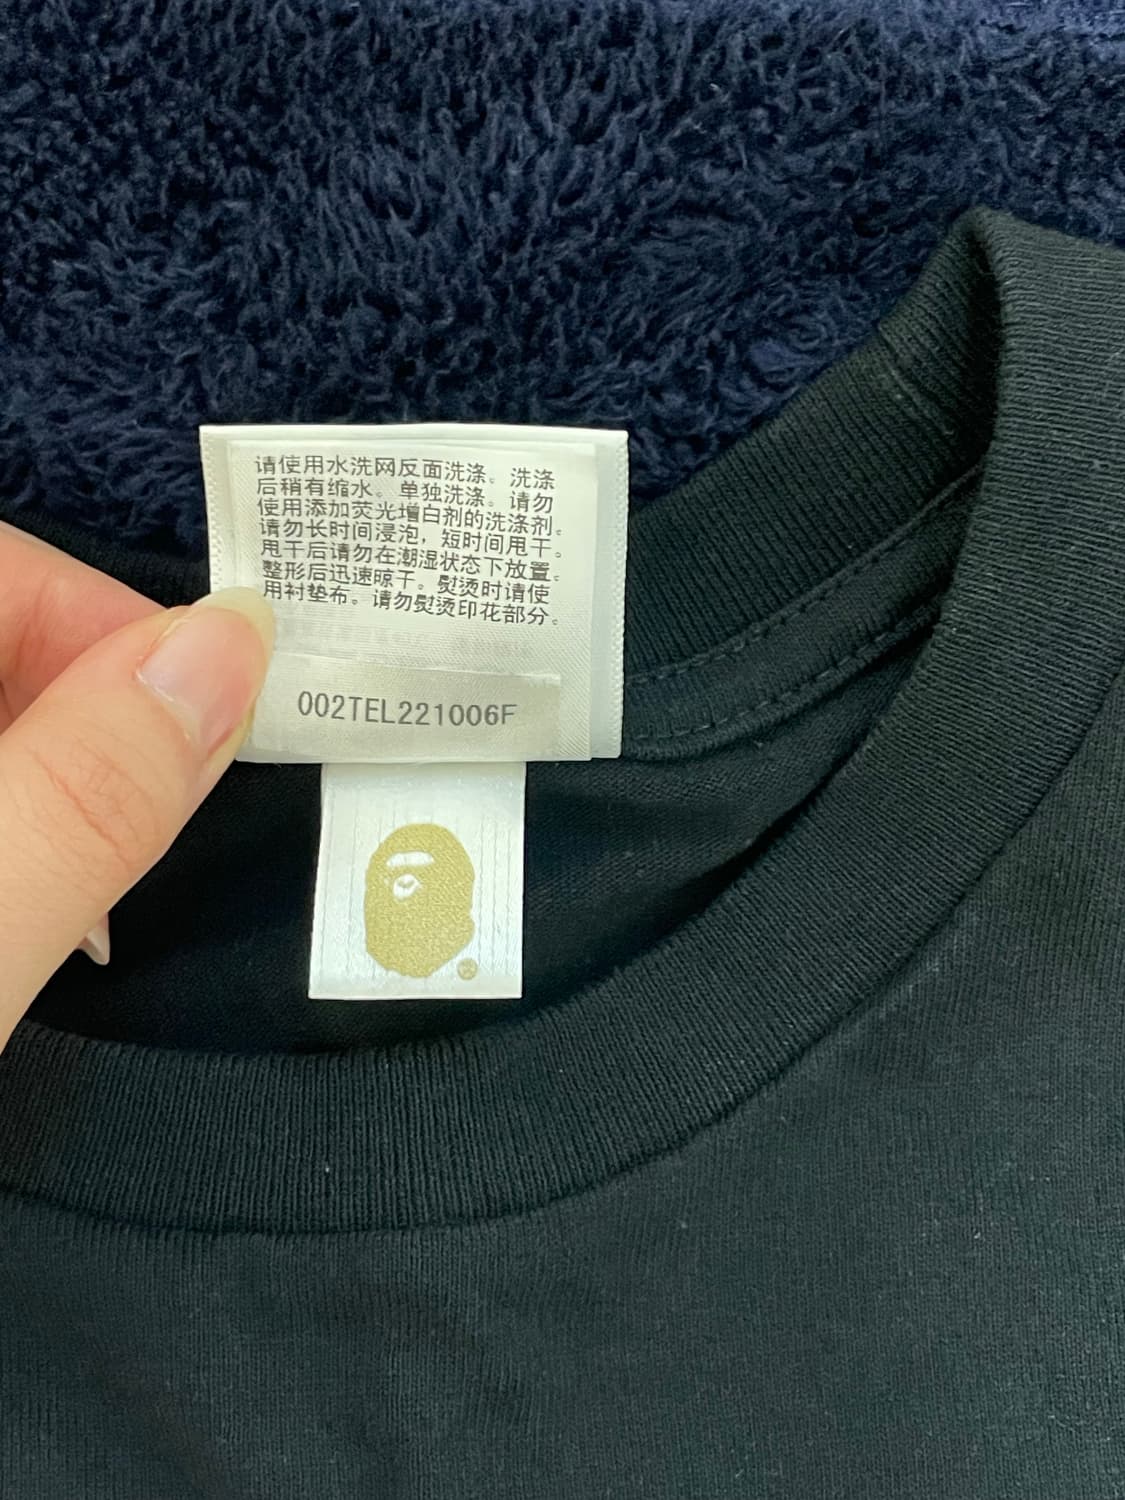 请使用水洗网反面洗涤。洗涤
后稍有缩水。单独洗涤。请勿
使用添加荧光增白剂的洗涤剂。
请勿长时间浸泡，短时间甩干。
甩干后请勿在潮湿状态下放置。
整形后迅速晾干。熨烫时请使
用衬垫布。请勿熨烫印花部分。
002TEL221006F
®